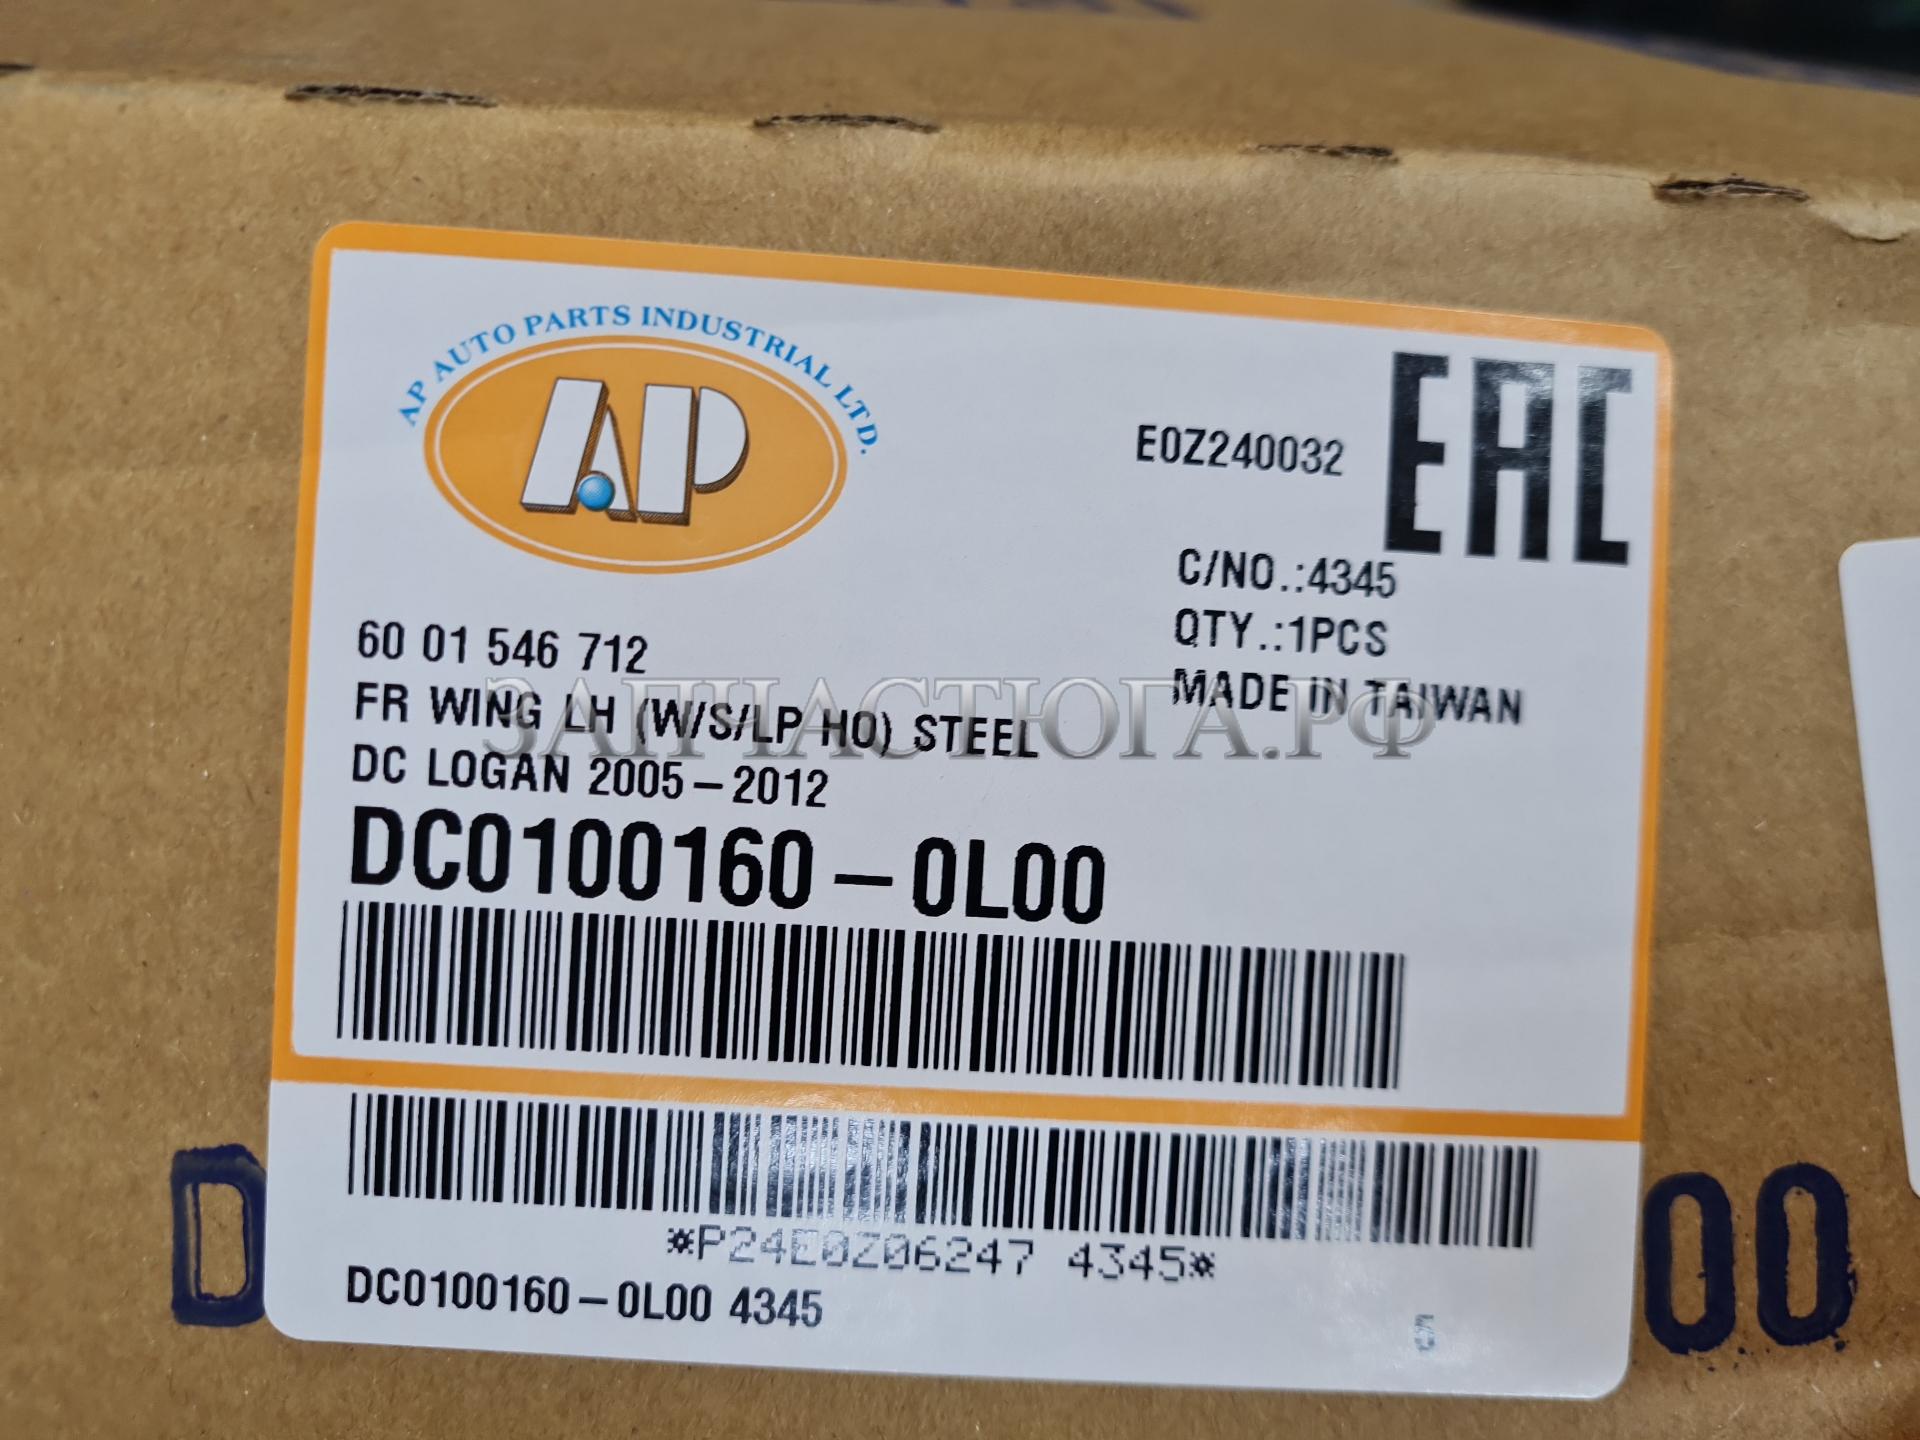 AP AUTO PARTS INDUSTRIAL LTD.
AP
E0Z240032
EAC
C/NO.:4345
QTY.:1PCS
MADE IN TAIWAN
60 01 546 712
FR WING LH (W/S/LP HO) STEEL
ЗАПЧАСТЮГА.РФ
DC LOGAN 2005-2012
DC0100160-0L00
*P24E0Z06247 4345*
DC0100160-0L00 4345
D
00